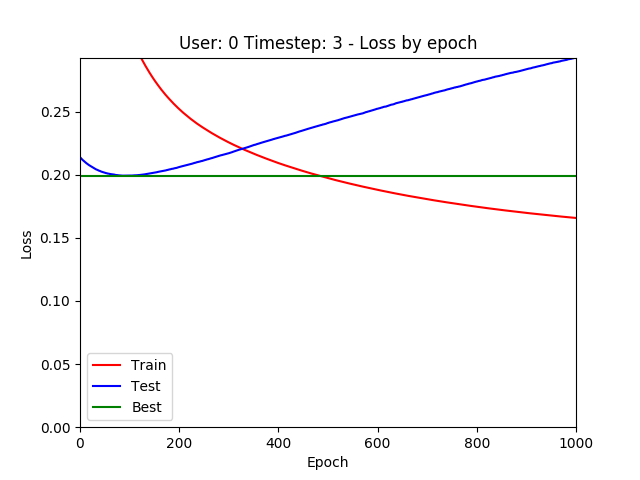 User: 0 Timestep: 3 - Loss by epoch
Loss
0.25
0.20
0.15
0.10
0.05
0.00
Train
Test
Best
0 200 400 600 800 1000
Epoch